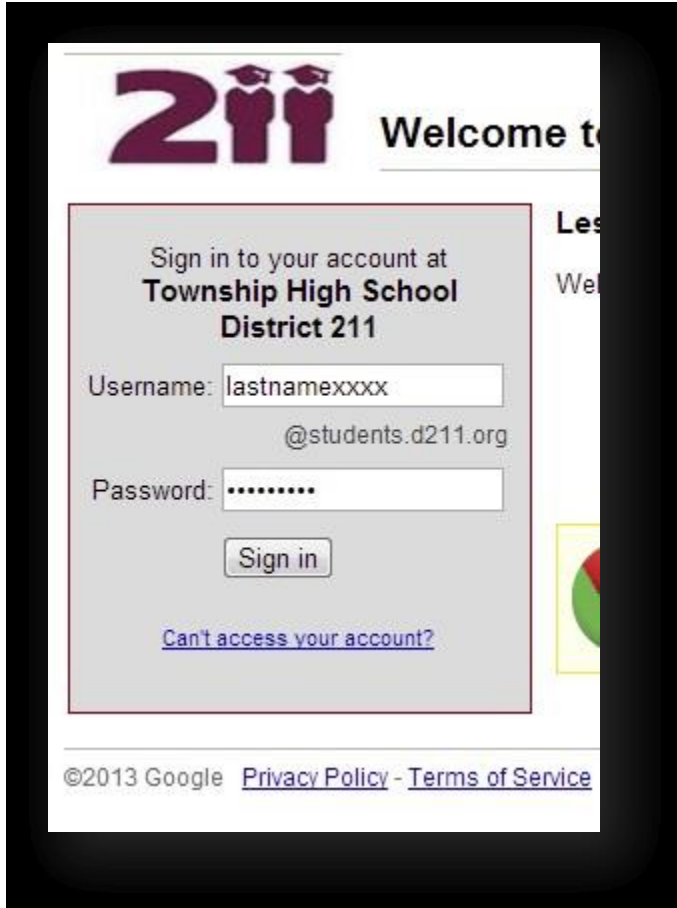 211
Welcome t
Les
Sign in to your account at
Township High School
District 211
Wel
Username: lastnamexxxx
@students.d211.org
Password: •••••••••
Sign in
Can't access your account?
©2013 Google Privacy Policy - Terms of Service